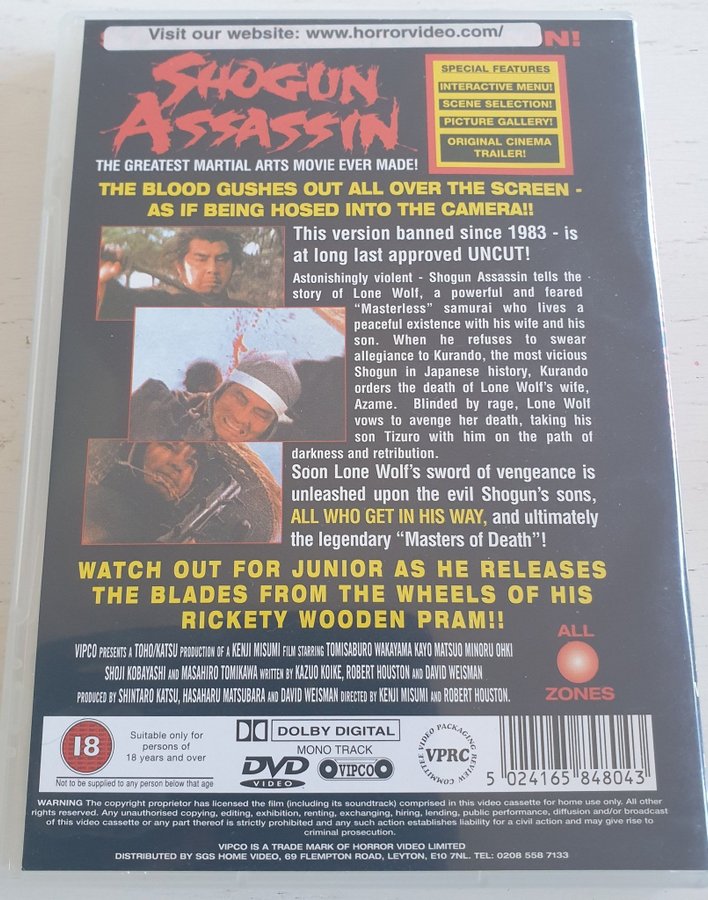 Visit our website: www.horrorvideo.com/
N!
SHOGUN
ASSASSIN
THE GREATEST MARTIAL ARTS MOVIE EVER MADE!
SPECIAL FEATURES
INTERACTIVE MENU!
SCENE SELECTION!
PICTURE GALLERY!
ORIGINAL CINEMA
TRAILER!
THE BLOOD GUSHES OUT ALL OVER THE SCREEN -
AS IF BEING HOSED INTO THE CAMERA!!
This version banned since 1983 - is
at long last approved UNCUT!
Astonishingly violent - Shogun Assassin tells the
story of Lone Wolf, a powerful and feared
“Masterless” samurai who lives a
peaceful existence with his wife and his
son. When he refuses to swear
allegiance to Kurando, the most vicious
Shogun in Japanese history, Kurando
orders the death of Lone Wolf's wife,
Azame. Blinded by rage, Lone Wolf
vows to avenge her death, taking his
son Tizuro with him on the path of
darkness and retribution.
Soon Lone Wolf's sword of vengeance is
unleashed upon the evil Shogun's sons,
ALL WHO GET IN HIS WAY, and ultimately
the legendary “Masters of Death”!
WATCH OUT FOR JUNIOR AS HE RELEASES
THE BLADES FROM THE WHEELS OF HIS
RICKETY WOODEN PRAM!!
VIPCO PRESENTS A TOHO/KATSU PRODUCTION OF A KENJI MISUMI FILM STARRING TOMISABURO WAKAYAMA KAYO MATSUO MINORU OHKI
SHOJI KOBAYASHI AND MASAHIRO TOMIKAWA WRITTEN BY KAZUO KOIKE, ROBERT HOUSTON AND DAVID WEISMAN
PRODUCED BY SHINTARO KATSU, HASAHARU MATSUBARA AND DAVID WEISMAN DIRECTED BY KENJI MISUMI AND ROBERT HOUSTON.
ALL
ZONES
18
Suitable only for
persons of
18 years and over
Not to be supplied to any person below that age
DOLBY DIGITAL
MONO TRACK
DVD
VIDEO
VIPCO
VIDEO PACKAGING REVIEW COMMITTEE
VPRC
5 024165 848043
WARNING The copyright proprietor has licensed the film (including its soundtrack) comprised in this video cassette for home use only. All other
rights reserved. Any unauthorised copying, editing, exhibition, renting, exchanging, hiring, lending, public performance, diffusion and/or broadcast
of this video cassette or any part thereof is strictly prohibited and any such action establishes liability for a civil action and may give rise to
criminal prosecution.
VIPCO IS A TRADE MARK OF HORROR VIDEO LIMITED
DISTRIBUTED BY SGS HOME VIDEO, 69 FLEMPTON ROAD, LEYTON, E10 7NL. TEL: 0208 558 7133